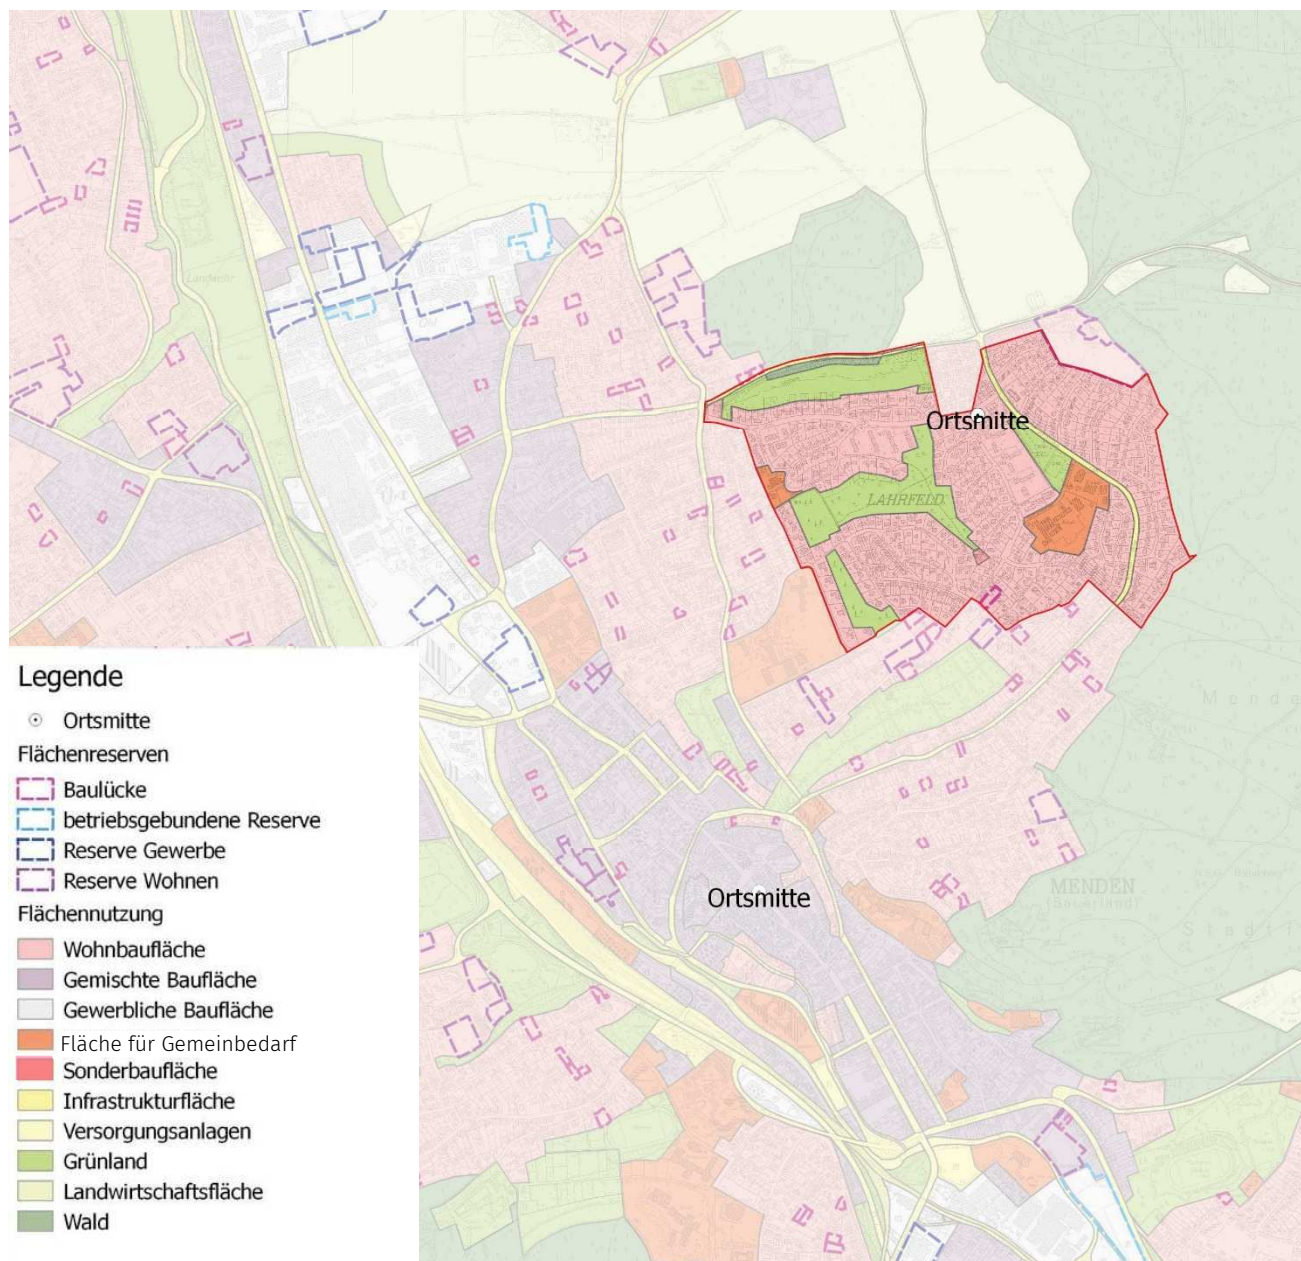 Landwehr
Ortsmitte
LAHRFELD
Legende
Ortsmitte
Flächenreserven
Baulücke
betriebsgebundene Reserve
Reserve Gewerbe
Reserve Wohnen
Flächennutzung
Wohnbaufläche
Gemischte Baufläche
Gewerbliche Baufläche
Fläche für Gemeinbedarf
Sonderbaufläche
Infrastrukturfläche
Versorgungsanlagen
Grünland
Landwirtschaftsfläche
Wald
Ortsmitte
MENDEN
(Sauerland)